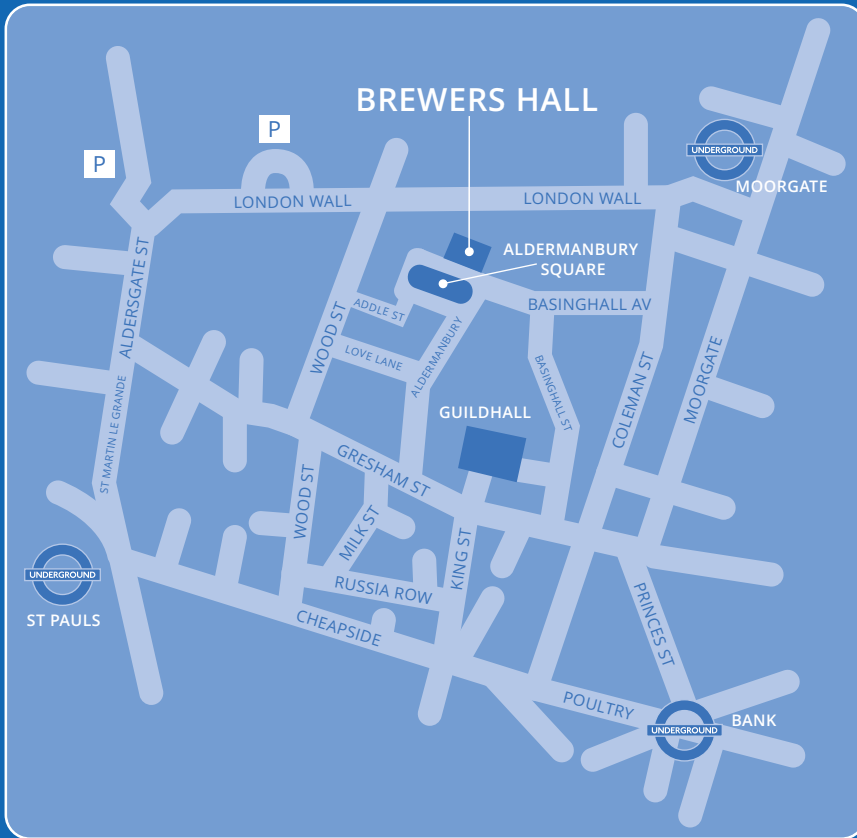 BREWERS HALL
P
P
UNDERGROUND
MOORGATE
LONDON WALL
LONDON WALL
ALDERMANBURY
SQUARE
ALDERSGATE ST
ADDLE ST
BASINGHALL AV
WOOD ST
LOVE LANE
ALDERMANBURY
BASINGHALL ST
COLEMAN ST
MOORGATE
ST MARTIN LE GRANDE
GUILDHALL
GRESHAM ST
WOOD ST
MILK ST
KING ST
UNDERGROUND
ST PAULS
RUSSIA ROW
CHEAPSIDE
PRINCES ST
POULTRY
BANK
UNDERGROUND